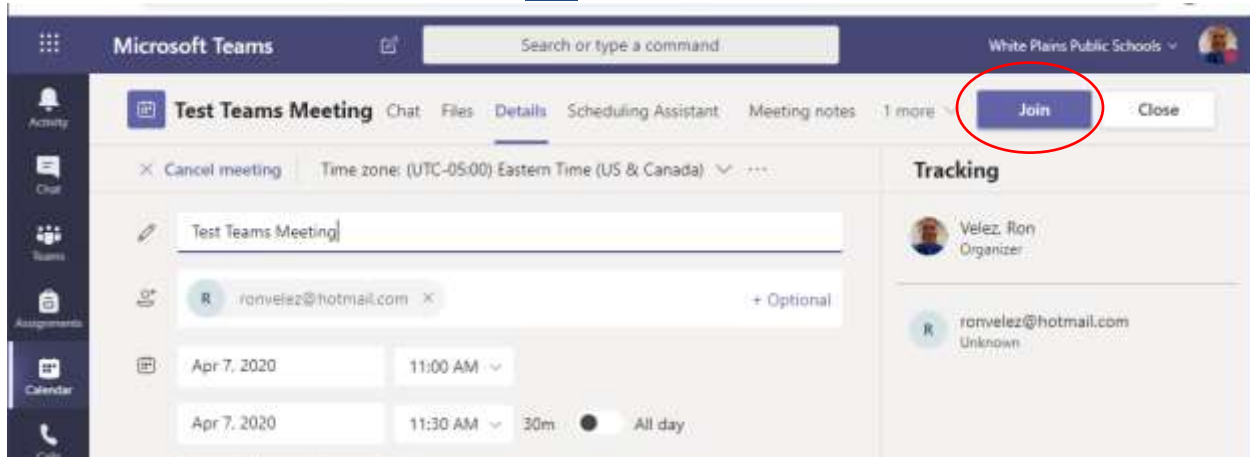 Microsoft Teams Search or type a command White Plains Public Schools
Activity
Test Teams Meeting Chat Files Details Scheduling Assistant Meeting notes 1 more Join Close
Chat
Cancel meeting Time zone: (UTC-05:00) Eastern Time (US & Canada) ... Tracking
Teams
Test Teams Meeting
Velez, Ron
Organizer
Assignments
R ronvelez@hotmail.com × + Optional
R ronvelez@hotmail.com
Unknown
Calendar
Apr 7, 2020 11:00 AM
Apr 7, 2020 11:30 AM 30m All day
Calls